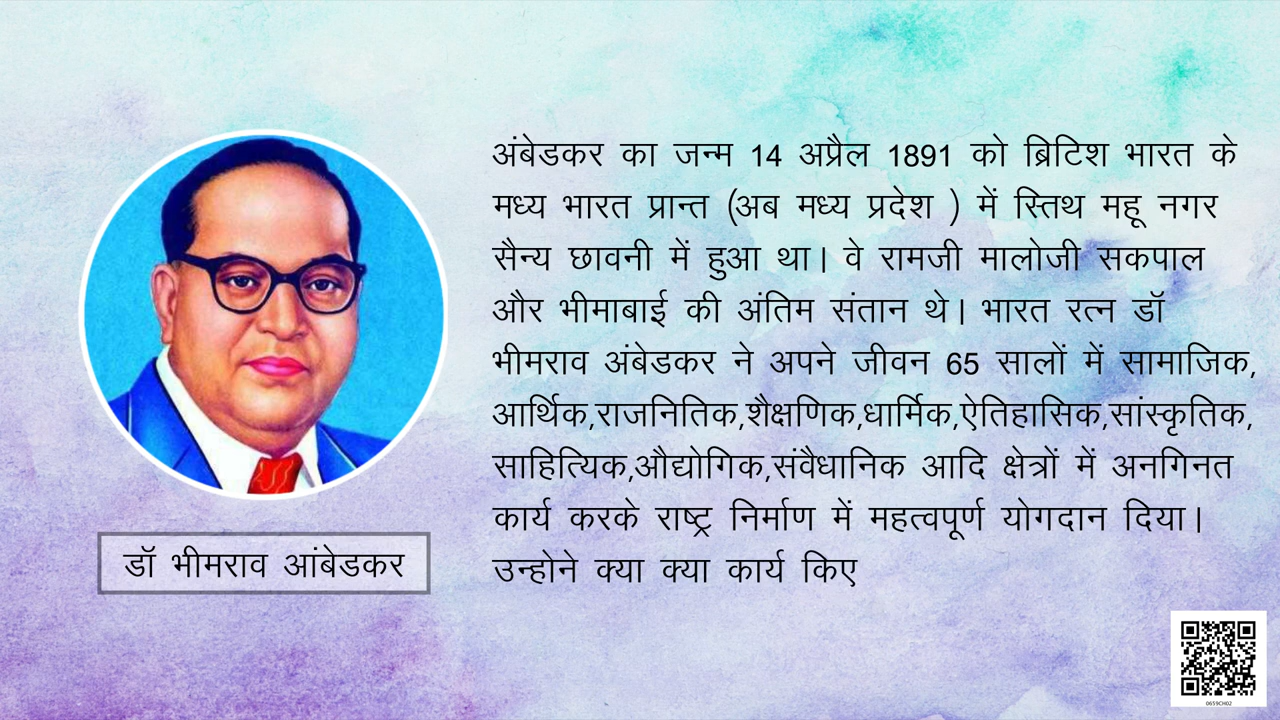 अंबेडकर का जन्म 14 अप्रैल 1891 को ब्रिटिश भारत के
मध्य भारत प्रान्त (अब मध्य प्रदेश ) में स्तिथ महू नगर
सैन्य छावनी में हुआ था। वे रामजी मालोजी सकपाल
और भीमाबाई की अंतिम संतान थे। भारत रत्न डॉ
भीमराव अंबेडकर ने अपने जीवन 65 सालों में सामाजिक,
आर्थिक,राजनितिक,शैक्षणिक,धार्मिक,ऐतिहासिक,सांस्कृतिक,
साहित्यिक,औद्योगिक,संवैधानिक आदि क्षेत्रों में अनगिनत
कार्य करके राष्ट्र निर्माण में महत्वपूर्ण योगदान दिया।
उन्होने क्या क्या कार्य किए
डॉ भीमराव आंबेडकर
0659CH02